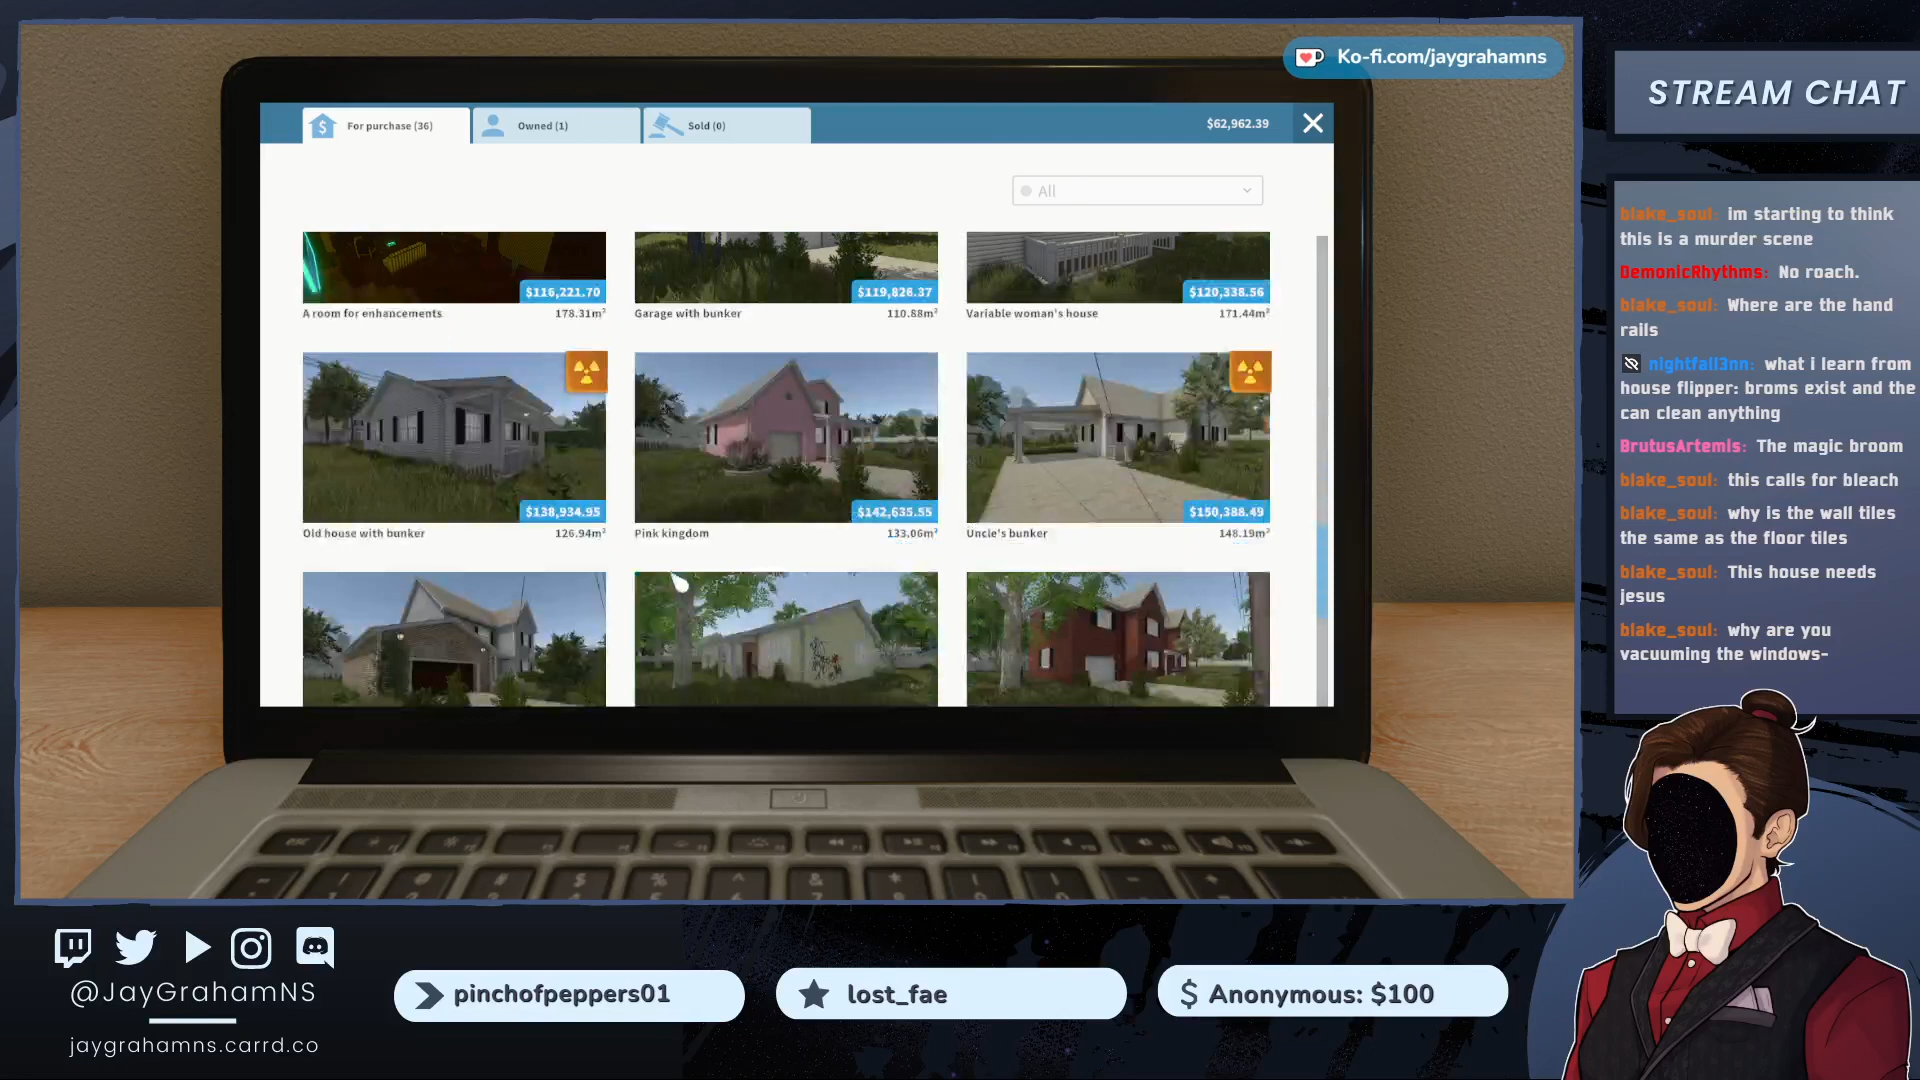 Ko-fi.com/jaygrahamns
For purchase (36)
Owned (1)
Sold (0)
$62,962.39
All
$116,221.70
$119,826.37
$120,338.56
A room for enhancements
178.31m²
Garage with bunker
110.88m²
Variable woman's house
171.44m²
$138,934.95
$142,635.55
$150,388.49
Old house with bunker
126.94m²
Pink kingdom
133.06m²
Uncle's bunker
148.19m²
STREAM CHAT
blake_soul: im starting to think
this is a murder scene
DemonicRhythms: No roach.
blake_soul: Where are the hand
rails
nightfall3nn: what i learn from
house flipper: broms exist and the
can clean anything
BrutusArtemis: The magic broom
blake_soul: this calls for bleach
blake_soul: why is the wall tiles
the same as the floor tiles
blake_soul: This house needs
jesus
blake_soul: why are you
vacuuming the windows-
esc
@JayGrahamNS
jaygrahamns.carrd.co
pinchofpeppers01
lost_fae
$ Anonymous: $100